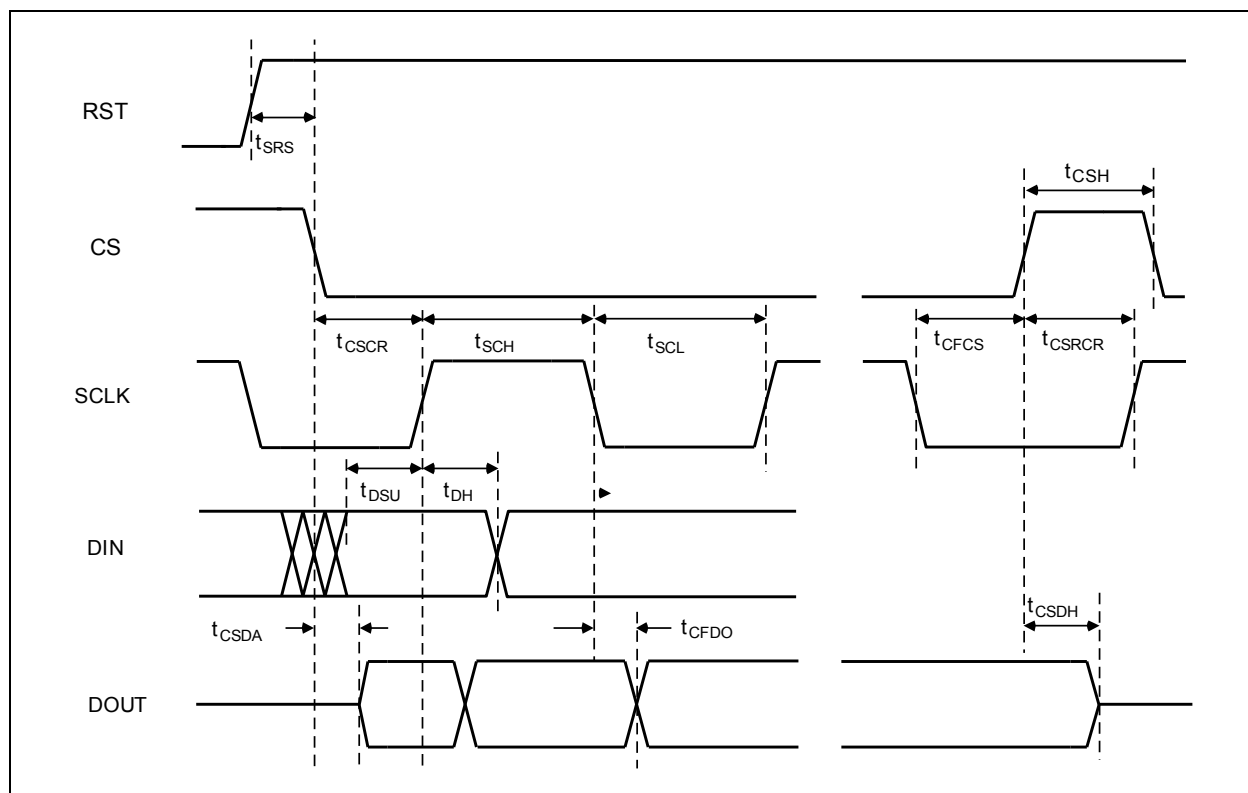 RST
tSRS
tCSH
CS
tCSCR
tSCH
tSCL
tCFCS
tCSRCR
SCLK
tDSU
tDH
DIN
tCSDA
tCFDO
tCSDH
DOUT